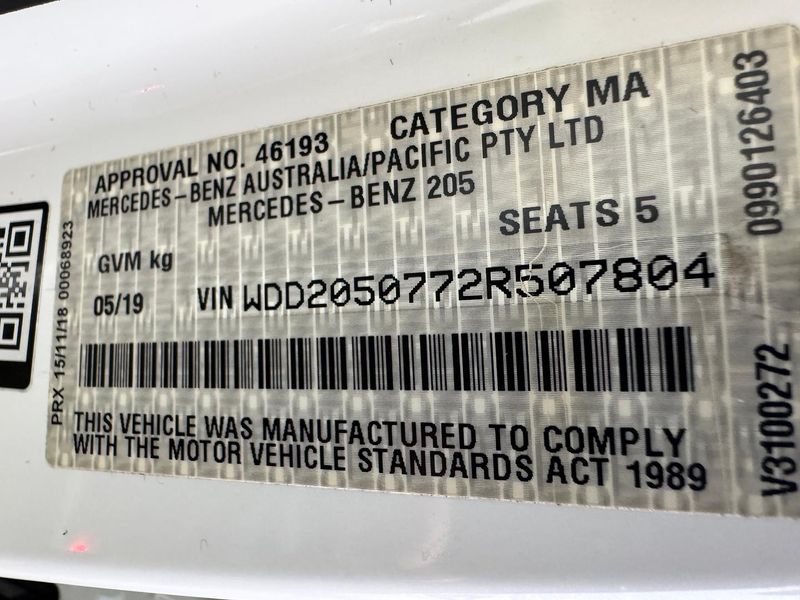 APPROVAL NO. 46193 CATEGORY MA
MERCEDES-BENZ AUSTRALIA/PACIFIC PTY LTD
MERCEDES-BENZ 205
SEATS 5
GVM kg
05/19 VIN WDD2050772R507804
THIS VEHICLE WAS MANUFACTURED TO COMPLY
WITH THE MOTOR VEHICLE STANDARDS ACT 1989
PRX 15/11/18 00068923
0990126403
V3100272